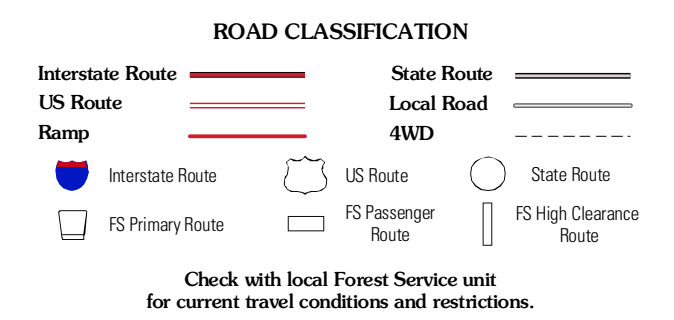 ROAD CLASSIFICATION
Interstate Route
State Route
US Route
Local Road
Ramp
4WD
Interstate Route
US Route
State Route
FS Primary Route
FS Passenger
Route
FS High Clearance
Route
Check with local Forest Service unit
for current travel conditions and restrictions.